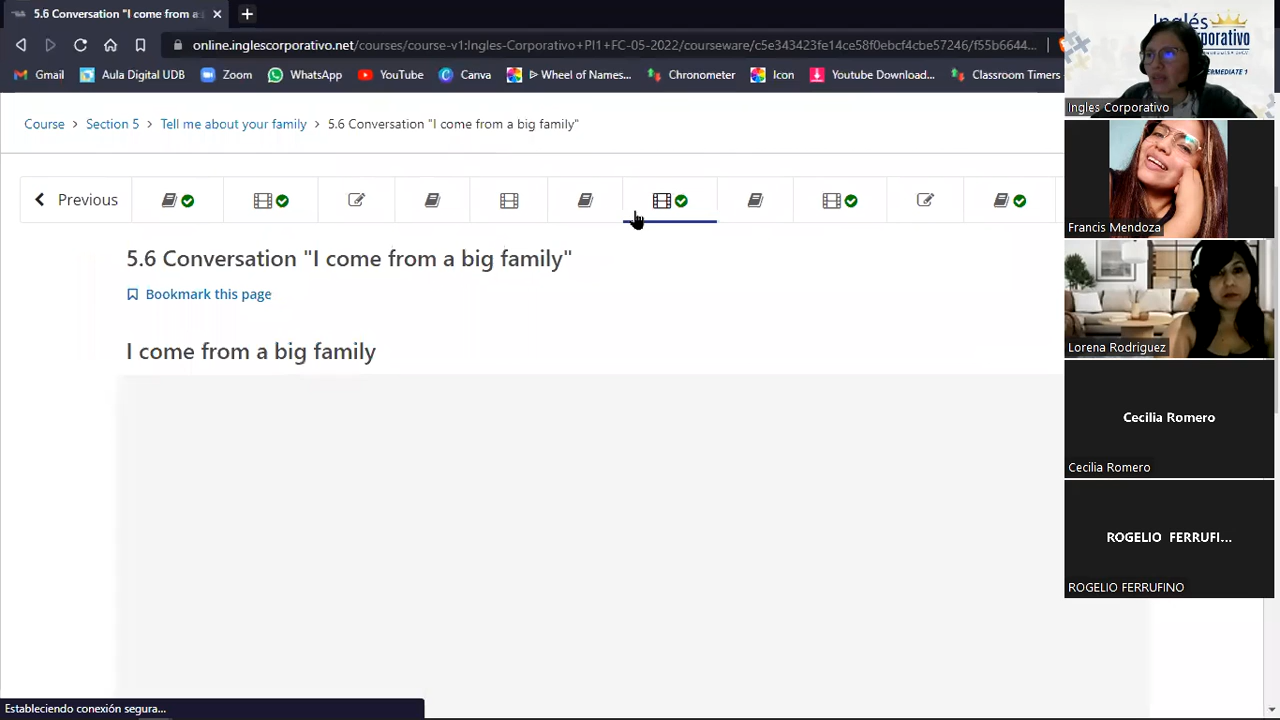 5.6 Conversation "I come from a
online.inglescorporativo.net/courses/course-v1:Ingles-Corporativo+PI1+FC-05-2022/courseware/c5e343423fe14ce58f0ebcf4cbe57246/f55b6644...
Gmail
Aula Digital UDB
Zoom
WhatsApp
YouTube
Canva
Wheel of Names...
Chronometer
Icon
Youtube Download...
Classroom Timers
Course
Section 5
Tell me about your family
5.6 Conversation "I come from a big family"
Previous
5.6 Conversation "I come from a big family"
Bookmark this page
I come from a big family
Estableciendo conexión segura...
Inglés
MEDIATE 1
Ingles Corporativo
Francis Mendoza
Lorena Rodriguez
Cecilia Romero
Cecilia Romero
ROGELIO FERRUFI...
ROGELIO FERRUFINO